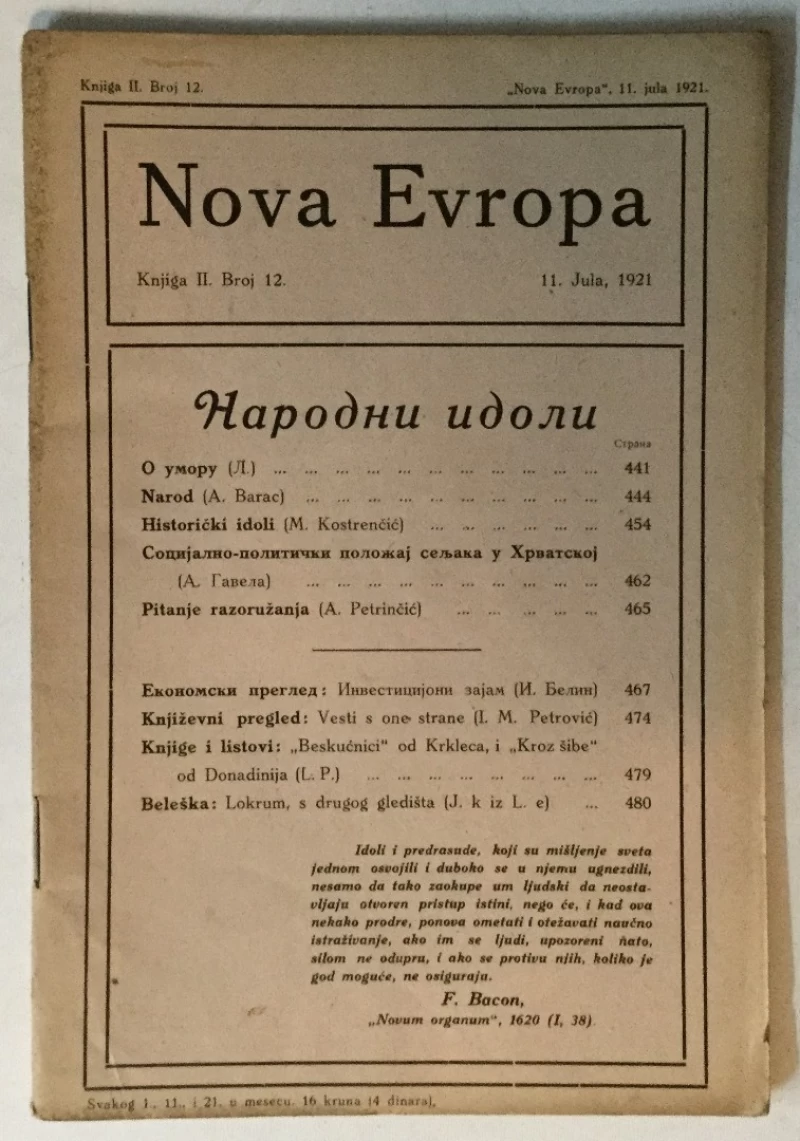 Knjiga II. Broj 12.
„Nova Evropa“, 11. jula 1921.
Nova Evropa
Knjiga II. Broj 12.
11. Jula, 1921
Народни идоли
Страна
О умору (Л.) ... ... ... ... ... ... ... ... ... ... ... 441
Narod (A. Barac) ... ... ... ... ... ... ... ... ... ... 444
Historički idoli (M. Kostrenčić) ... ... ... ... ... ... 454
Социјално-политички положај сељака у Хрватској
(А. Гавела) ... ... ... ... ... ... ... ... ... ... 462
Pitanje razoružanja (A. Petrinčić) ... ... ... ... ... 465
Економски преглед: Инвестицијони зајам (И. Белин) 467
Književni pregled: Vesti s one strane (I. M. Petrović) 474
Knjige i listovi: „Beskućnici“ od Krkleca, i „Kroz šibe“
od Donadinija (L. P.) ... ... ... ... ... ... ... ... 479
Beleška: Lokrum, s drugog gledišta (J. k iz L. e) ... 480
Idoli i predrasude, koji su mišljenje sveta
jednom osvojili i duboko se u njemu ugnezdili,
nesamo da tako zaokupe um ljudski da neosta-
vljaju otvoren pristup istini, nego će, i kad ova
nekako prodre, ponova ometati i otežavati naučno
istraživanje, ako im se ljudi, upozoreni nato,
silom ne odupru, i ako se protivu njih, koliko je
god moguće, ne osiguraju.
F. Bacon,
„Novum organum“, 1620 (I, 38).
Svakog 1., 11., i 21. u mesecu. 16 kruna (4 dinara).